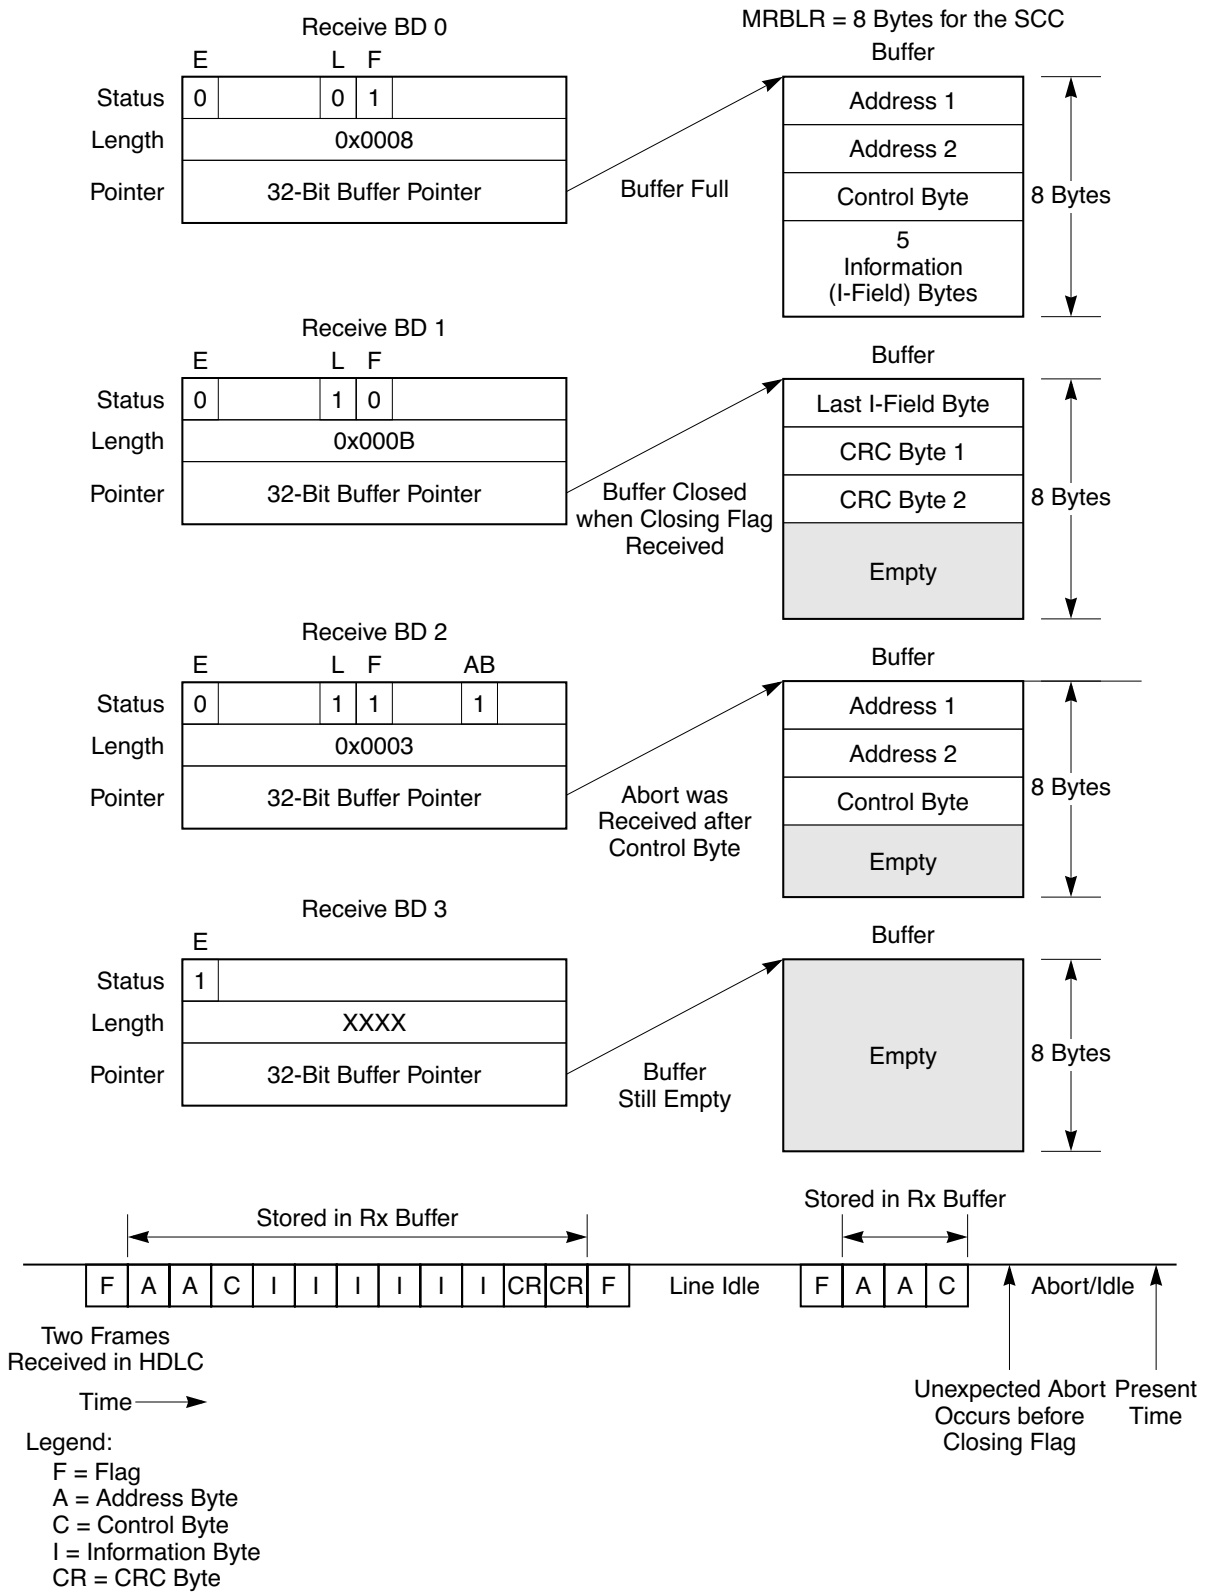 MRBLR = 8 Bytes for the SCC
Receive BD 0
E L F
Status 0 0 1
Length 0x0008
Pointer 32-Bit Buffer Pointer
Buffer Full
Buffer
Address 1
Address 2
Control Byte
5
Information
(I-Field) Bytes
8 Bytes
Receive BD 1
E L F
Status 0 1 0
Length 0x000B
Pointer 32-Bit Buffer Pointer
Buffer Closed
when Closing Flag
Received
Buffer
Last I-Field Byte
CRC Byte 1
CRC Byte 2
Empty
8 Bytes
Receive BD 2
E L F AB
Status 0 1 1 1
Length 0x0003
Pointer 32-Bit Buffer Pointer
Abort was
Received after
Control Byte
Buffer
Address 1
Address 2
Control Byte
Empty
8 Bytes
Receive BD 3
E
Status 1
Length XXXX
Pointer 32-Bit Buffer Pointer
Buffer
Still Empty
Buffer
Empty
8 Bytes
Stored in Rx Buffer
Stored in Rx Buffer
F A A C I I I I I I CR CR F Line Idle F A A C Abort/Idle
Two Frames
Received in HDLC
Time
Unexpected Abort
Occurs before
Closing Flag
Present
Time
Legend:
F = Flag
A = Address Byte
C = Control Byte
I = Information Byte
CR = CRC Byte